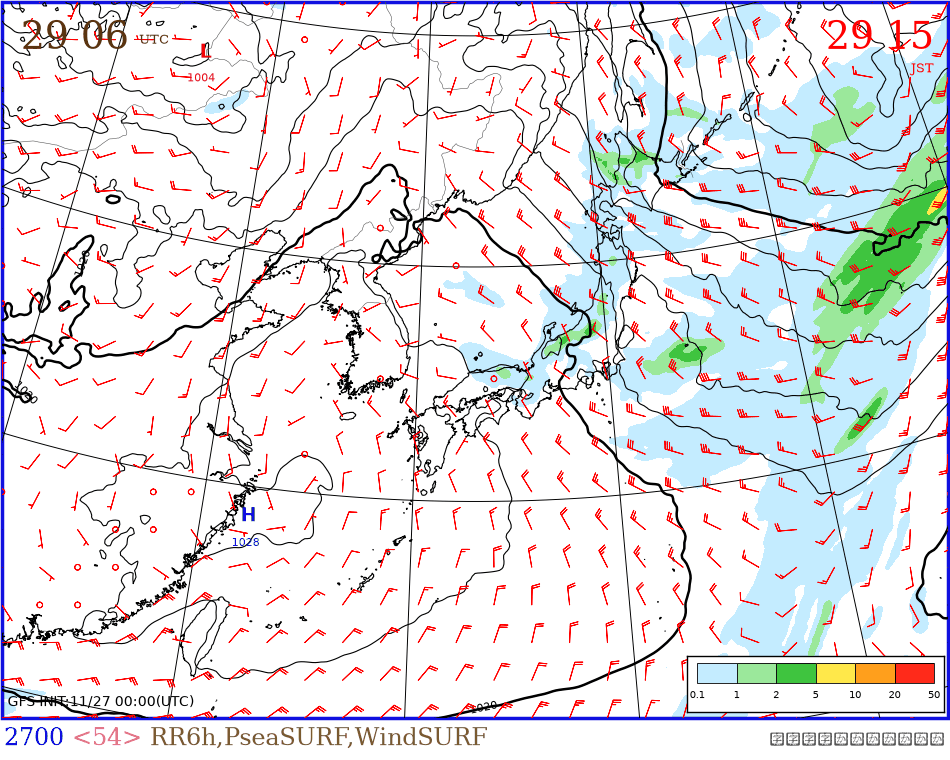 29 06 UTC
29 15
JST
L
1004
H
1028
1020
0.1 1 2 5 10 20 50
GFS INIT:11/27 00:00(UTC)
2700 <54> RR6h,PseaSURF,WindSURF